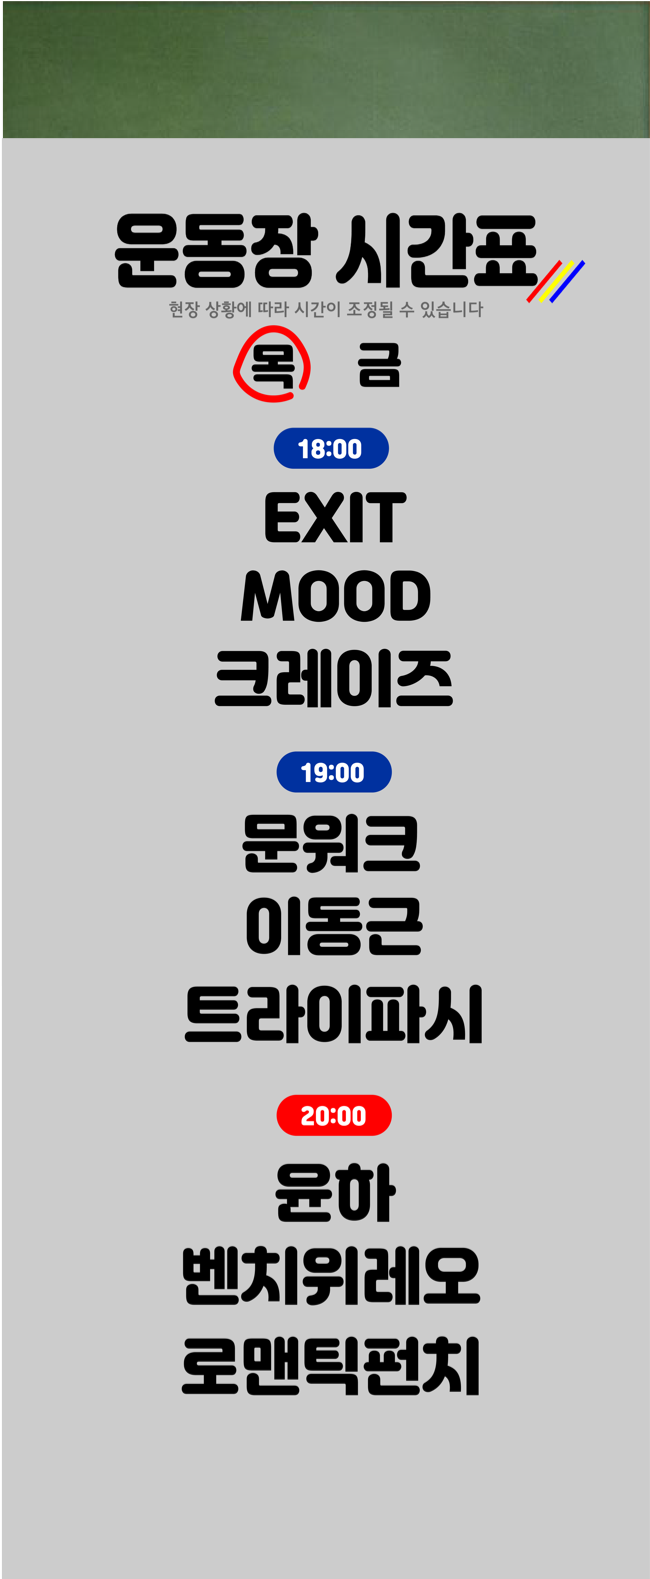 운동장 시간표
현장 상황에 따라 시간이 조정될 수 있습니다
목 금
18:00
EXIT
MOOD
크레이즈
19:00
문워크
이동근
트라이파시
20:00
윤하
벤치위레오
로맨틱펀치